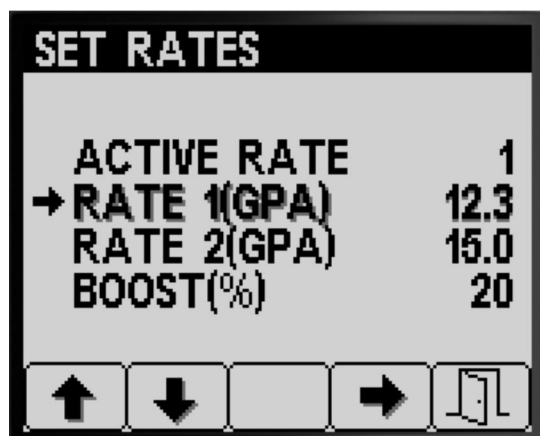 SET RATES
ACTIVE RATE 1
RATE 1(GPA) 12.3
RATE 2(GPA) 15.0
BOOST(%) 20